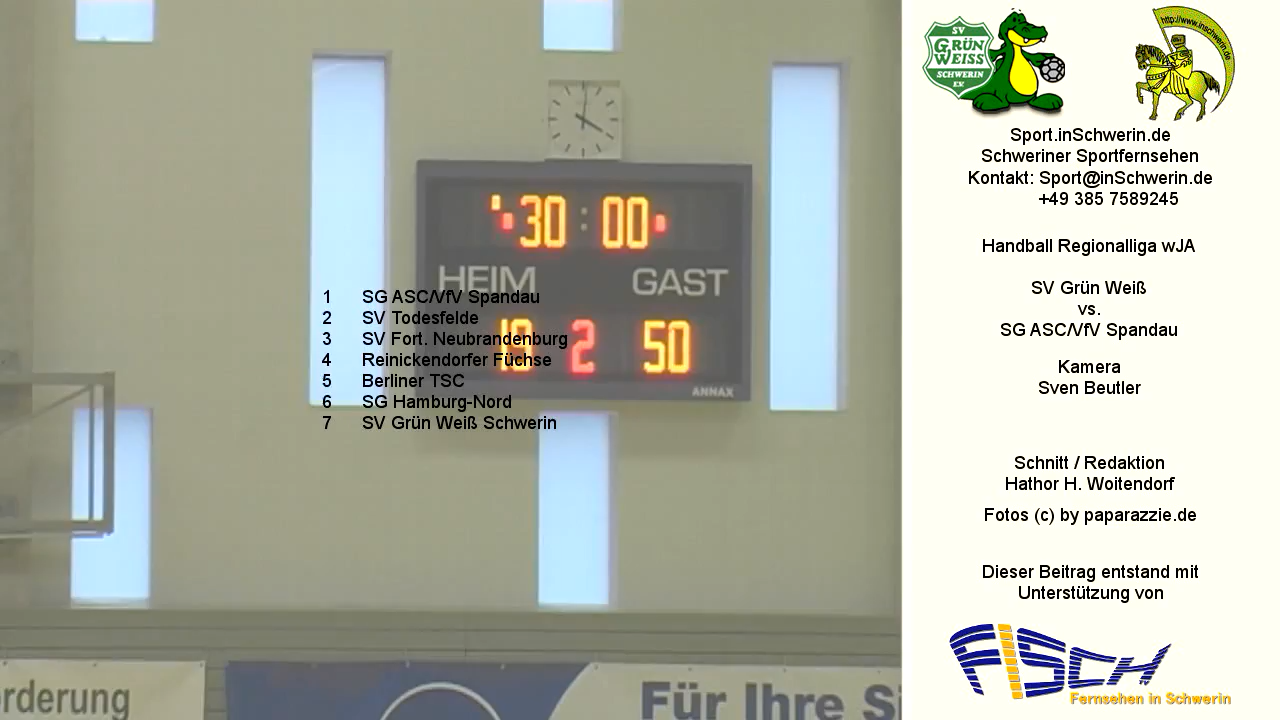 30 : 00
HEIM GAST
2 50
ANNAX
1 SG ASC/VfV Spandau
2 SV Todesfelde
3 SV Fort. Neubrandenburg
4 Reinickendorfer Füchse
5 Berliner TSC
6 SG Hamburg-Nord
7 SV Grün Weiß Schwerin
Für Ihre
SV
GRÜN
WEISS
SCHWERIN
E.V.
http://www.inschwerin.de
Sport.inSchwerin.de
Schweriner Sportfernsehen
Kontakt: Sport@inSchwerin.de
+49 385 7589245
Handball Regionalliga wJA
SV Grün Weiß
vs.
SG ASC/VfV Spandau
Kamera
Sven Beutler
Schnitt / Redaktion
Hathor H. Woitendorf
Fotos (c) by paparazzie.de
Dieser Beitrag entstand mit
Unterstützung von
FISCH
TV
Fernsehen in Schwerin